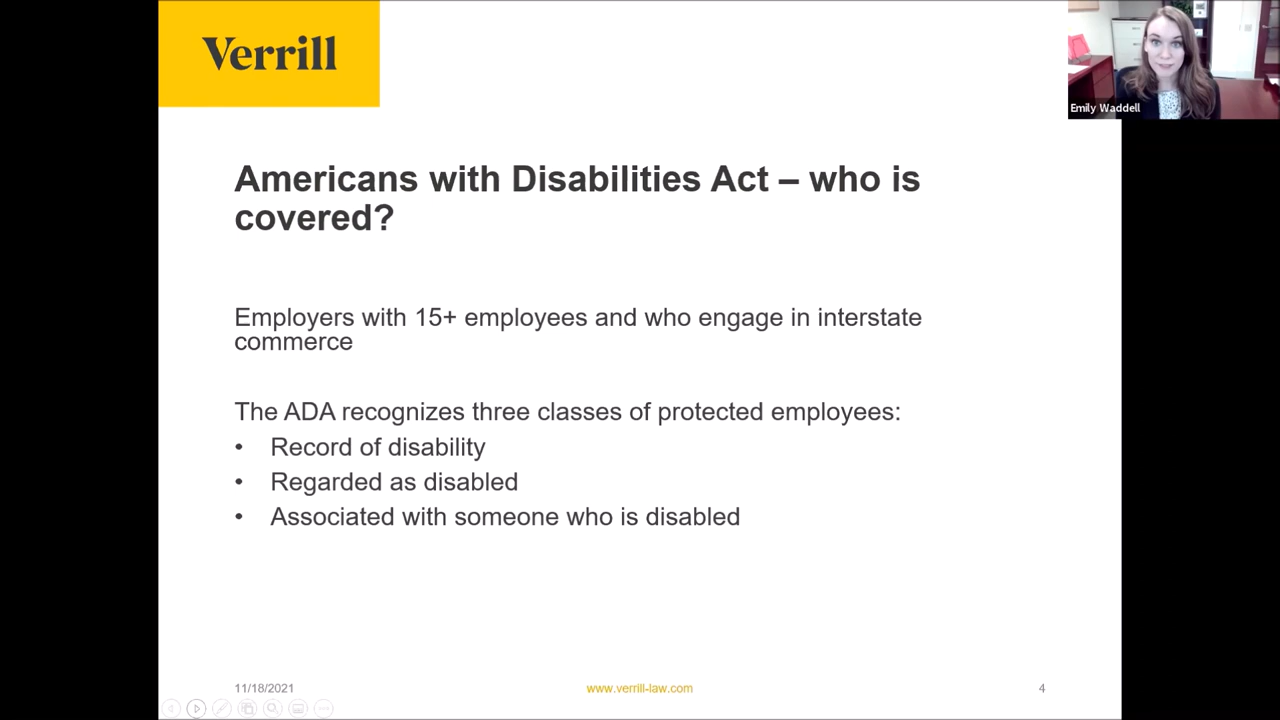 Verrill
Emily Waddell
Americans with Disabilities Act – who is
covered?
Employers with 15+ employees and who engage in interstate
commerce
The ADA recognizes three classes of protected employees:
• Record of disability
• Regarded as disabled
• Associated with someone who is disabled
11/18/2021
www.verrill-law.com
4